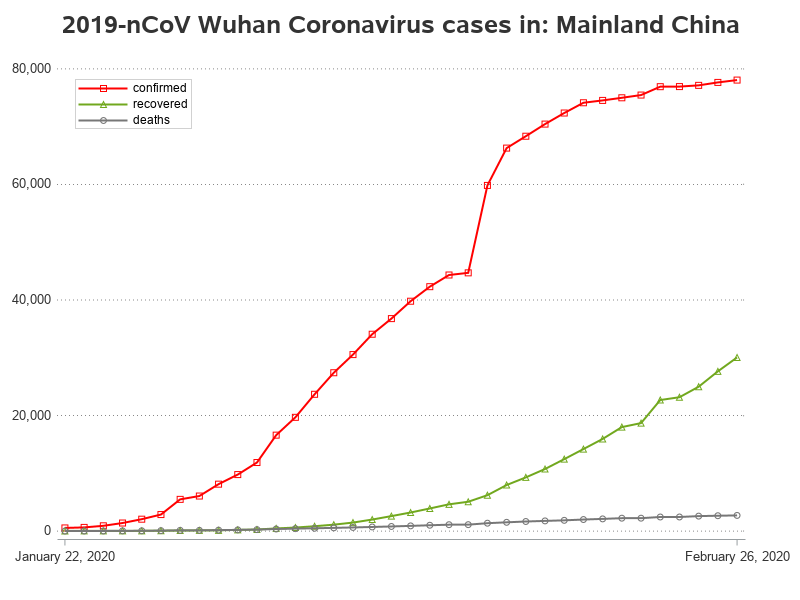 2019-nCoV Wuhan Coronavirus cases in: Mainland China
80,000
confirmed
recovered
deaths
60,000
40,000
20,000
0
January 22, 2020 February 26, 2020